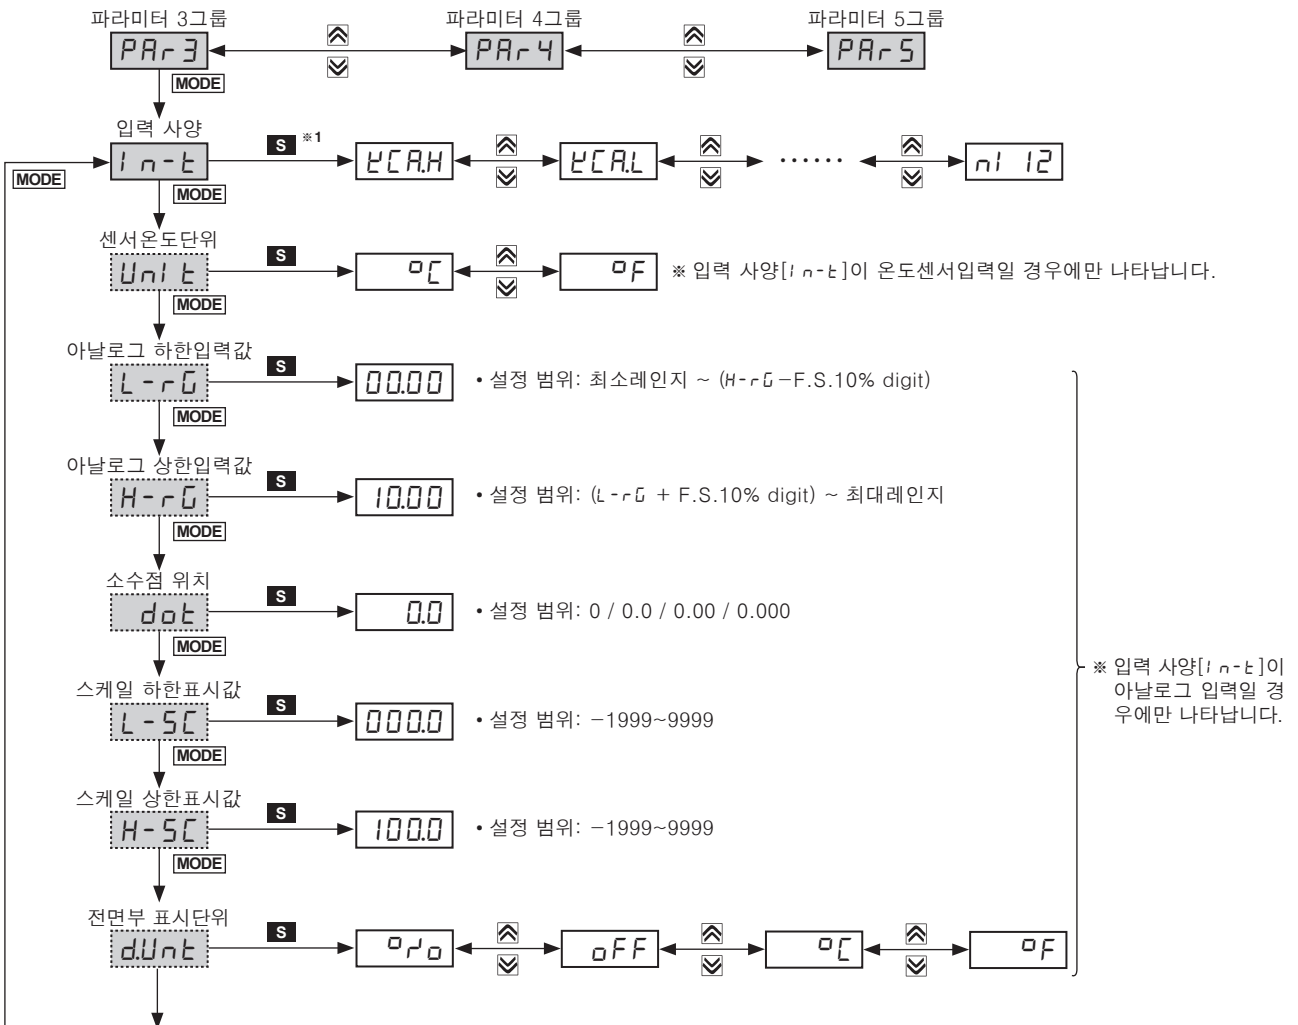 파라미터 3그룹 파라미터 4그룹 파라미터 5그룹
PAr3 PAr4 PAr5
MODE
입력 사양
In-t S ※1 KCA.H KCA.L ...... nI 12
MODE MODE
센서온도단위
UnIt S °C °F ※ 입력 사양[In-t]이 온도센서입력일 경우에만 나타납니다.
MODE
아날로그 하한입력값
L-rG S 00.00 • 설정 범위: 최소레인지 ~ (H-rG-F.S.10% digit)
MODE
아날로그 상한입력값
H-rG S 10.00 • 설정 범위: (L-rG + F.S.10% digit) ~ 최대레인지
MODE
소수점 위치
dot S 0.0 • 설정 범위: 0 / 0.0 / 0.00 / 0.000
MODE
※ 입력 사양[In-t]이
아날로그 입력일 경
우에만 나타납니다.
스케일 하한표시값
L-SC S 000.0 • 설정 범위: -1999~9999
MODE
스케일 상한표시값
H-SC S 100.0 • 설정 범위: -1999~9999
MODE
전면부 표시단위
d.Unt S % oFF °C °F